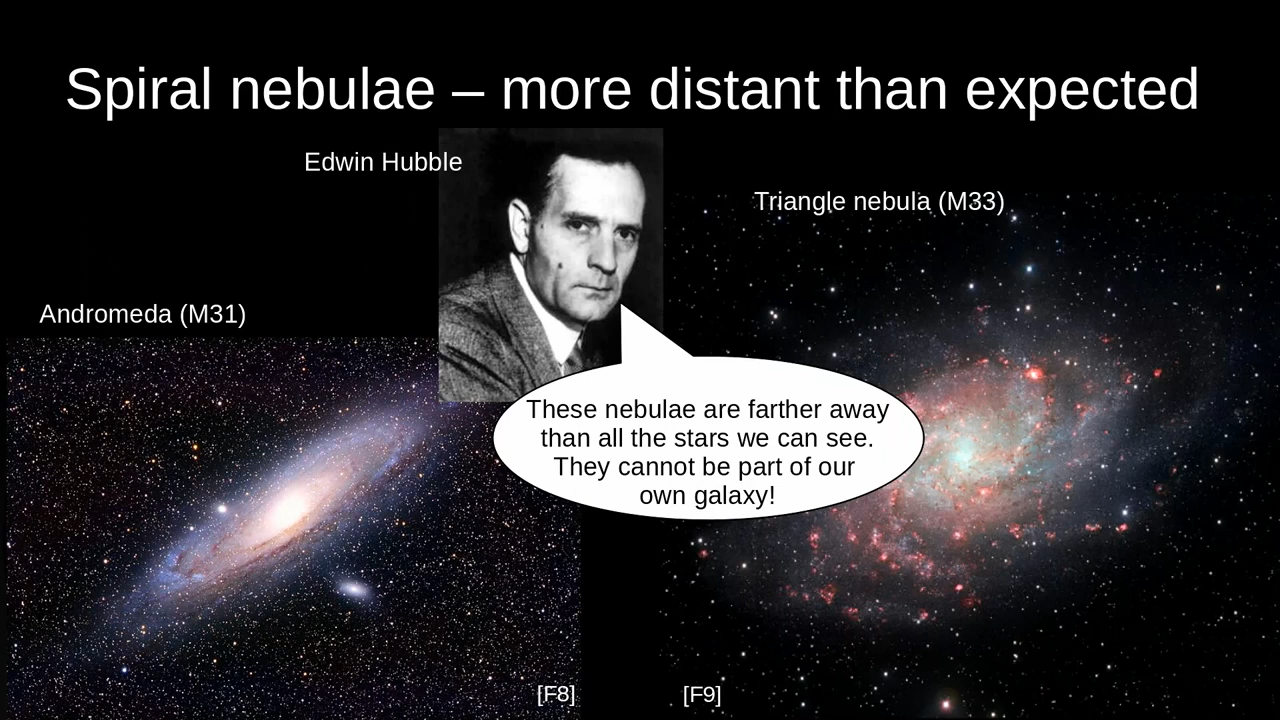 Spiral nebulae – more distant than expected
Edwin Hubble
Triangle nebula (M33)
Andromeda (M31)
These nebulae are farther away
than all the stars we can see.
They cannot be part of our
own galaxy!
[F8]
[F9]